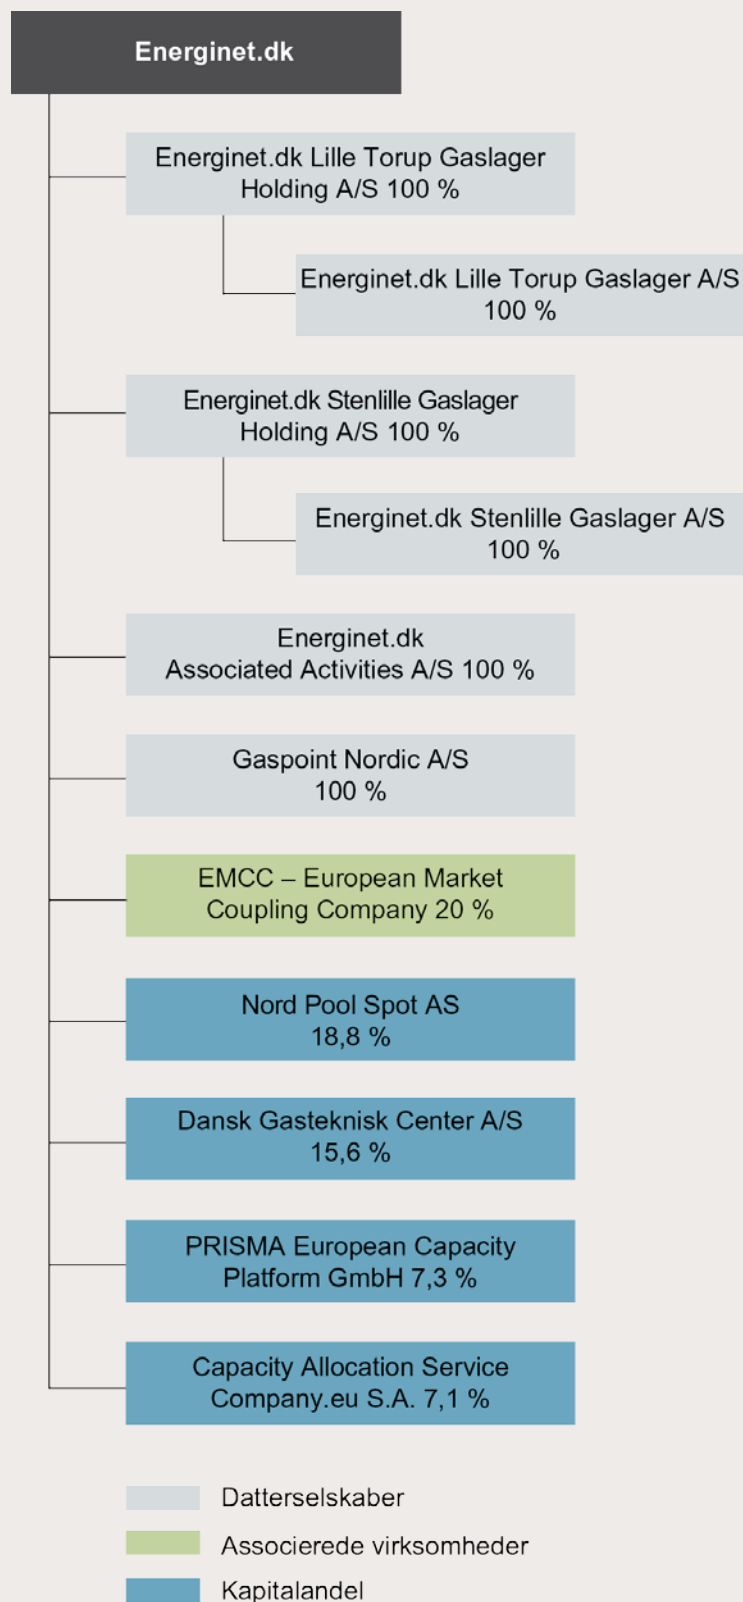 Energinet.dk
Energinet.dk Lille Torup Gaslager
Holding A/S 100 %
Energinet.dk Lille Torup Gaslager A/S
100 %
Energinet.dk Stenlille Gaslager
Holding A/S 100 %
Energinet.dk Stenlille Gaslager A/S
100 %
Energinet.dk
Associated Activities A/S 100 %
Gaspoint Nordic A/S
100 %
EMCC – European Market
Coupling Company 20 %
Nord Pool Spot AS
18,8 %
Dansk Gasteknisk Center A/S
15,6 %
PRISMA European Capacity
Platform GmbH 7,3 %
Capacity Allocation Service
Company.eu S.A. 7,1 %
Datterselskaber
Associerede virksomheder
Kapitalandel